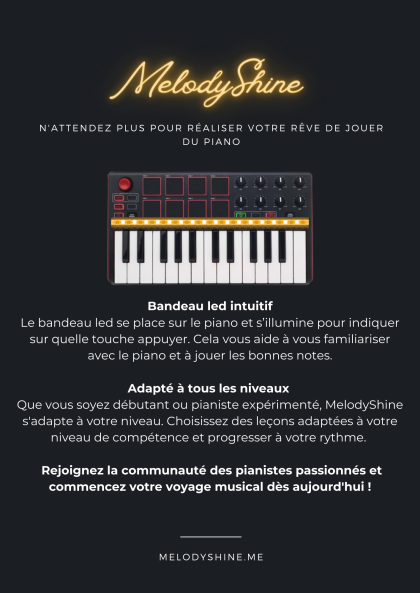 MelodyShine
N'ATTENDEZ PLUS POUR RÉALISER VOTRE RÊVE DE JOUER
DU PIANO
Bandeau led intuitif
Le bandeau led se place sur le piano et s'illumine pour indiquer
sur quelle touche appuyer. Cela vous aide à vous familiariser
avec le piano et à jouer les bonnes notes.
Adapté à tous les niveaux
Que vous soyez débutant ou pianiste expérimenté, MelodyShine
s'adapte à votre niveau. Choisissez des leçons adaptées à votre
niveau de compétence et progresser à votre rythme.
Rejoignez la communauté des pianistes passionnés et
commencez votre voyage musical dès aujourd'hui !
MELODYSHINE.ME